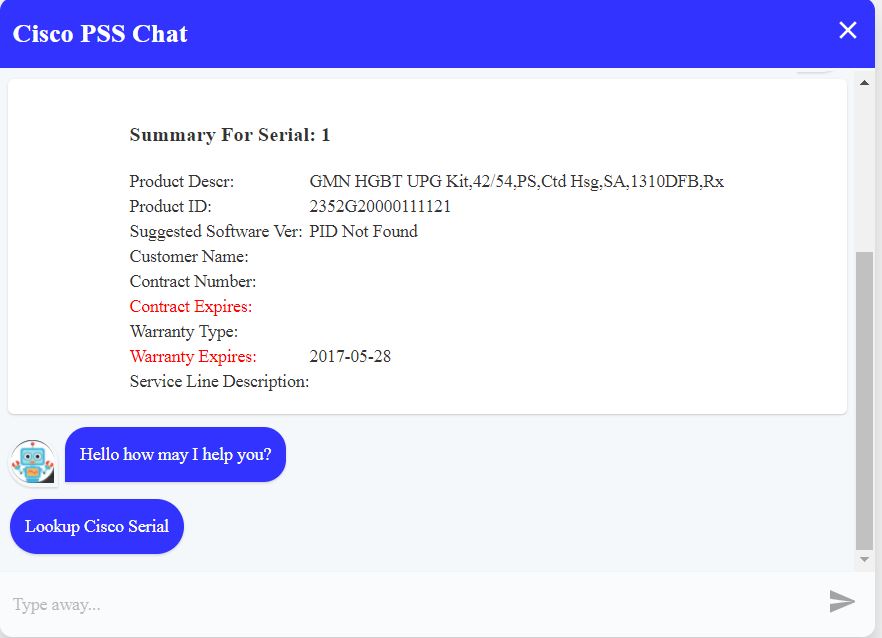 Cisco PSS Chat
Summary For Serial: 1
Product Descr: GMN HGBT UPG Kit,42/54,PS,Ctd Hsg,SA,1310DFB,Rx
Product ID: 2352G20000111121
Suggested Software Ver: PID Not Found
Customer Name:
Contract Number:
Contract Expires:
Warranty Type:
Warranty Expires: 2017-05-28
Service Line Description:
Hello how may I help you?
Lookup Cisco Serial
Type away...